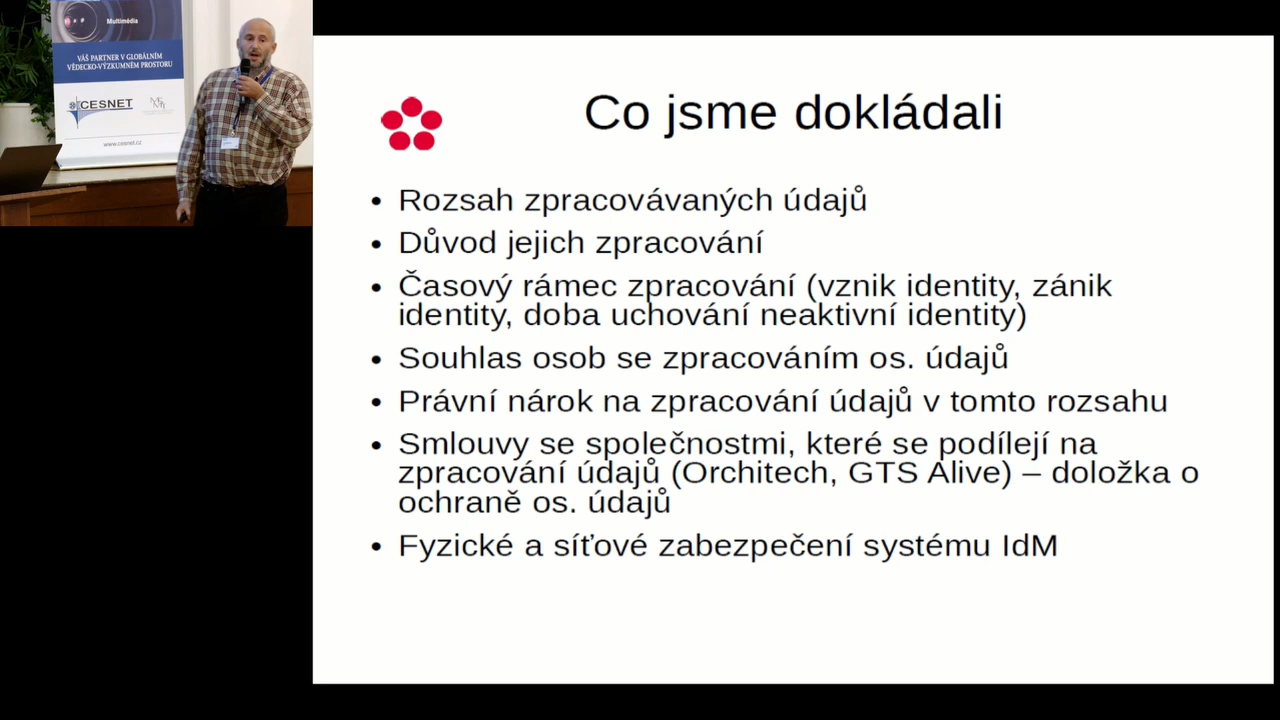 Multimédia
VÁŠ PARTNER V GLOBÁLNÍM
VĚDECKO-VÝZKUMNÉM PROSTORU
CESNET
www.cesnet.cz
Co jsme dokládali
• Rozsah zpracovávaných údajů
• Důvod jejich zpracování
• Časový rámec zpracování (vznik identity, zánik
identity, doba uchování neaktivní identity)
• Souhlas osob se zpracováním os. údajů
• Právní nárok na zpracování údajů v tomto rozsahu
• Smlouvy se společnostmi, které se podílejí na
zpracování údajů (Orchitech, GTS Alive) – doložka o
ochraně os. údajů
• Fyzické a síťové zabezpečení systému IdM